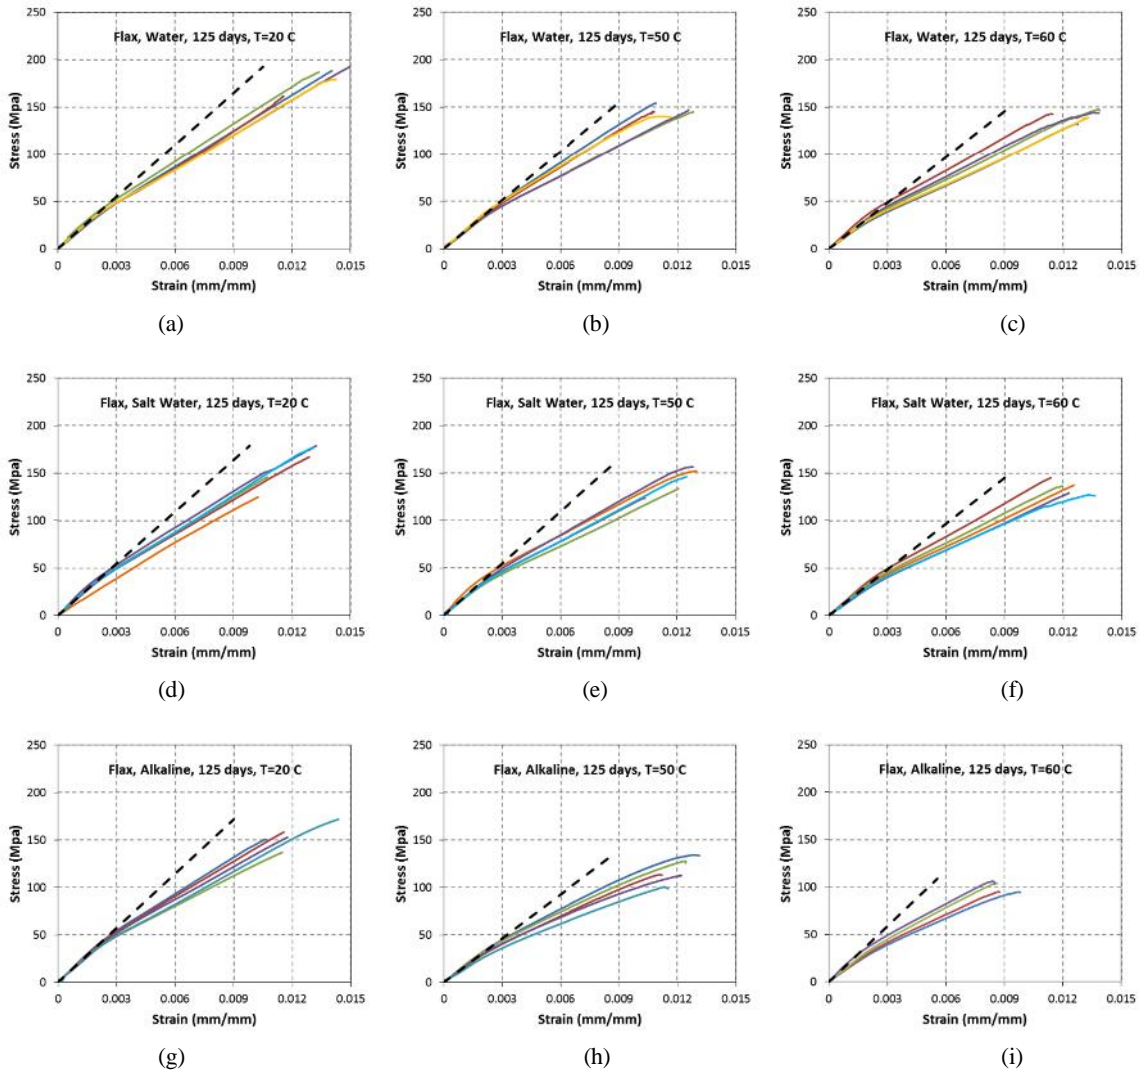 Flax, Water, 125 days, T=20 C
Stress (Mpa)
250
200
150
100
50
0
0 0.003 0.006 0.009 0.012 0.015
Strain (mm/mm)
(a)
Flax, Water, 125 days, T=50 C
Stress (Mpa)
250
200
150
100
50
0
0 0.003 0.006 0.009 0.012 0.015
Strain (mm/mm)
(b)
Flax, Water, 125 days, T=60 C
Stress (Mpa)
250
200
150
100
50
0
0 0.003 0.006 0.009 0.012 0.015
Strain (mm/mm)
(c)
Flax, Salt Water, 125 days, T=20 C
Stress (Mpa)
250
200
150
100
50
0
0 0.003 0.006 0.009 0.012 0.015
Strain (mm/mm)
(d)
Flax, Salt Water, 125 days, T=50 C
Stress (Mpa)
250
200
150
100
50
0
0 0.003 0.006 0.009 0.012 0.015
Strain (mm/mm)
(e)
Flax, Salt Water, 125 days, T=60 C
Stress (Mpa)
250
200
150
100
50
0
0 0.003 0.006 0.009 0.012 0.015
Strain (mm/mm)
(f)
Flax, Alkaline, 125 days, T=20 C
Stress (Mpa)
250
200
150
100
50
0
0 0.003 0.006 0.009 0.012 0.015
Strain (mm/mm)
(g)
Flax, Alkaline, 125 days, T=50 C
Stress (Mpa)
250
200
150
100
50
0
0 0.003 0.006 0.009 0.012 0.015
Strain (mm/mm)
(h)
Flax, Alkaline, 125 days, T=60 C
Stress (Mpa)
250
200
150
100
50
0
0 0.003 0.006 0.009 0.012 0.015
Strain (mm/mm)
(i)